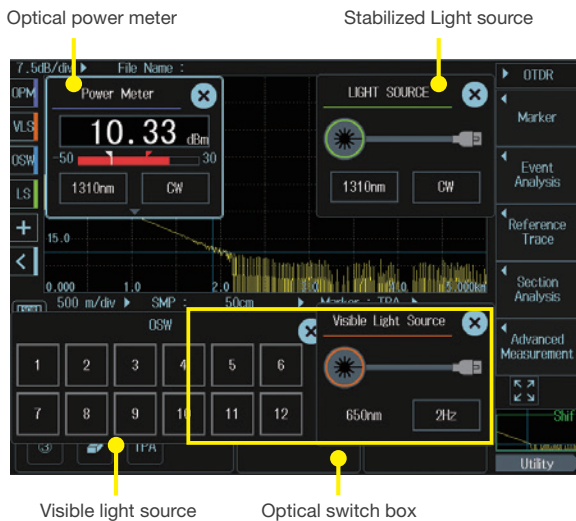 Optical power meter
Stabilized Light source
7.5dB/div
File Name :
OPM
VLS
OSW
LS
Power Meter
10.33 dBm
-50
30
1310nm
CW
LIGHT SOURCE
1310nm
CW
15.0
0.000
1.0
2.0
5.000km
500 m/div
SMP :
50cm
Marker : TPA
OSW
1 2 3 4 5 6
7 8 9 10 11 12
Visible Light Source
650nm
2Hz
3
TPA
OTDR
Marker
Event
Analysis
Reference
Trace
Section
Analysis
Advanced
Measurement
Shif
Utility
Visible light source
Optical switch box